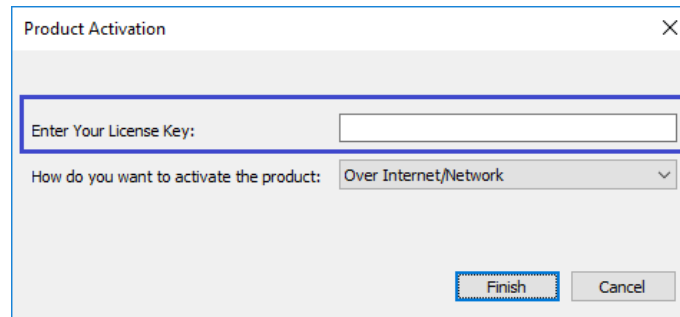 Product Activation
Enter Your License Key:
How do you want to activate the product: Over Internet/Network
Finish Cancel